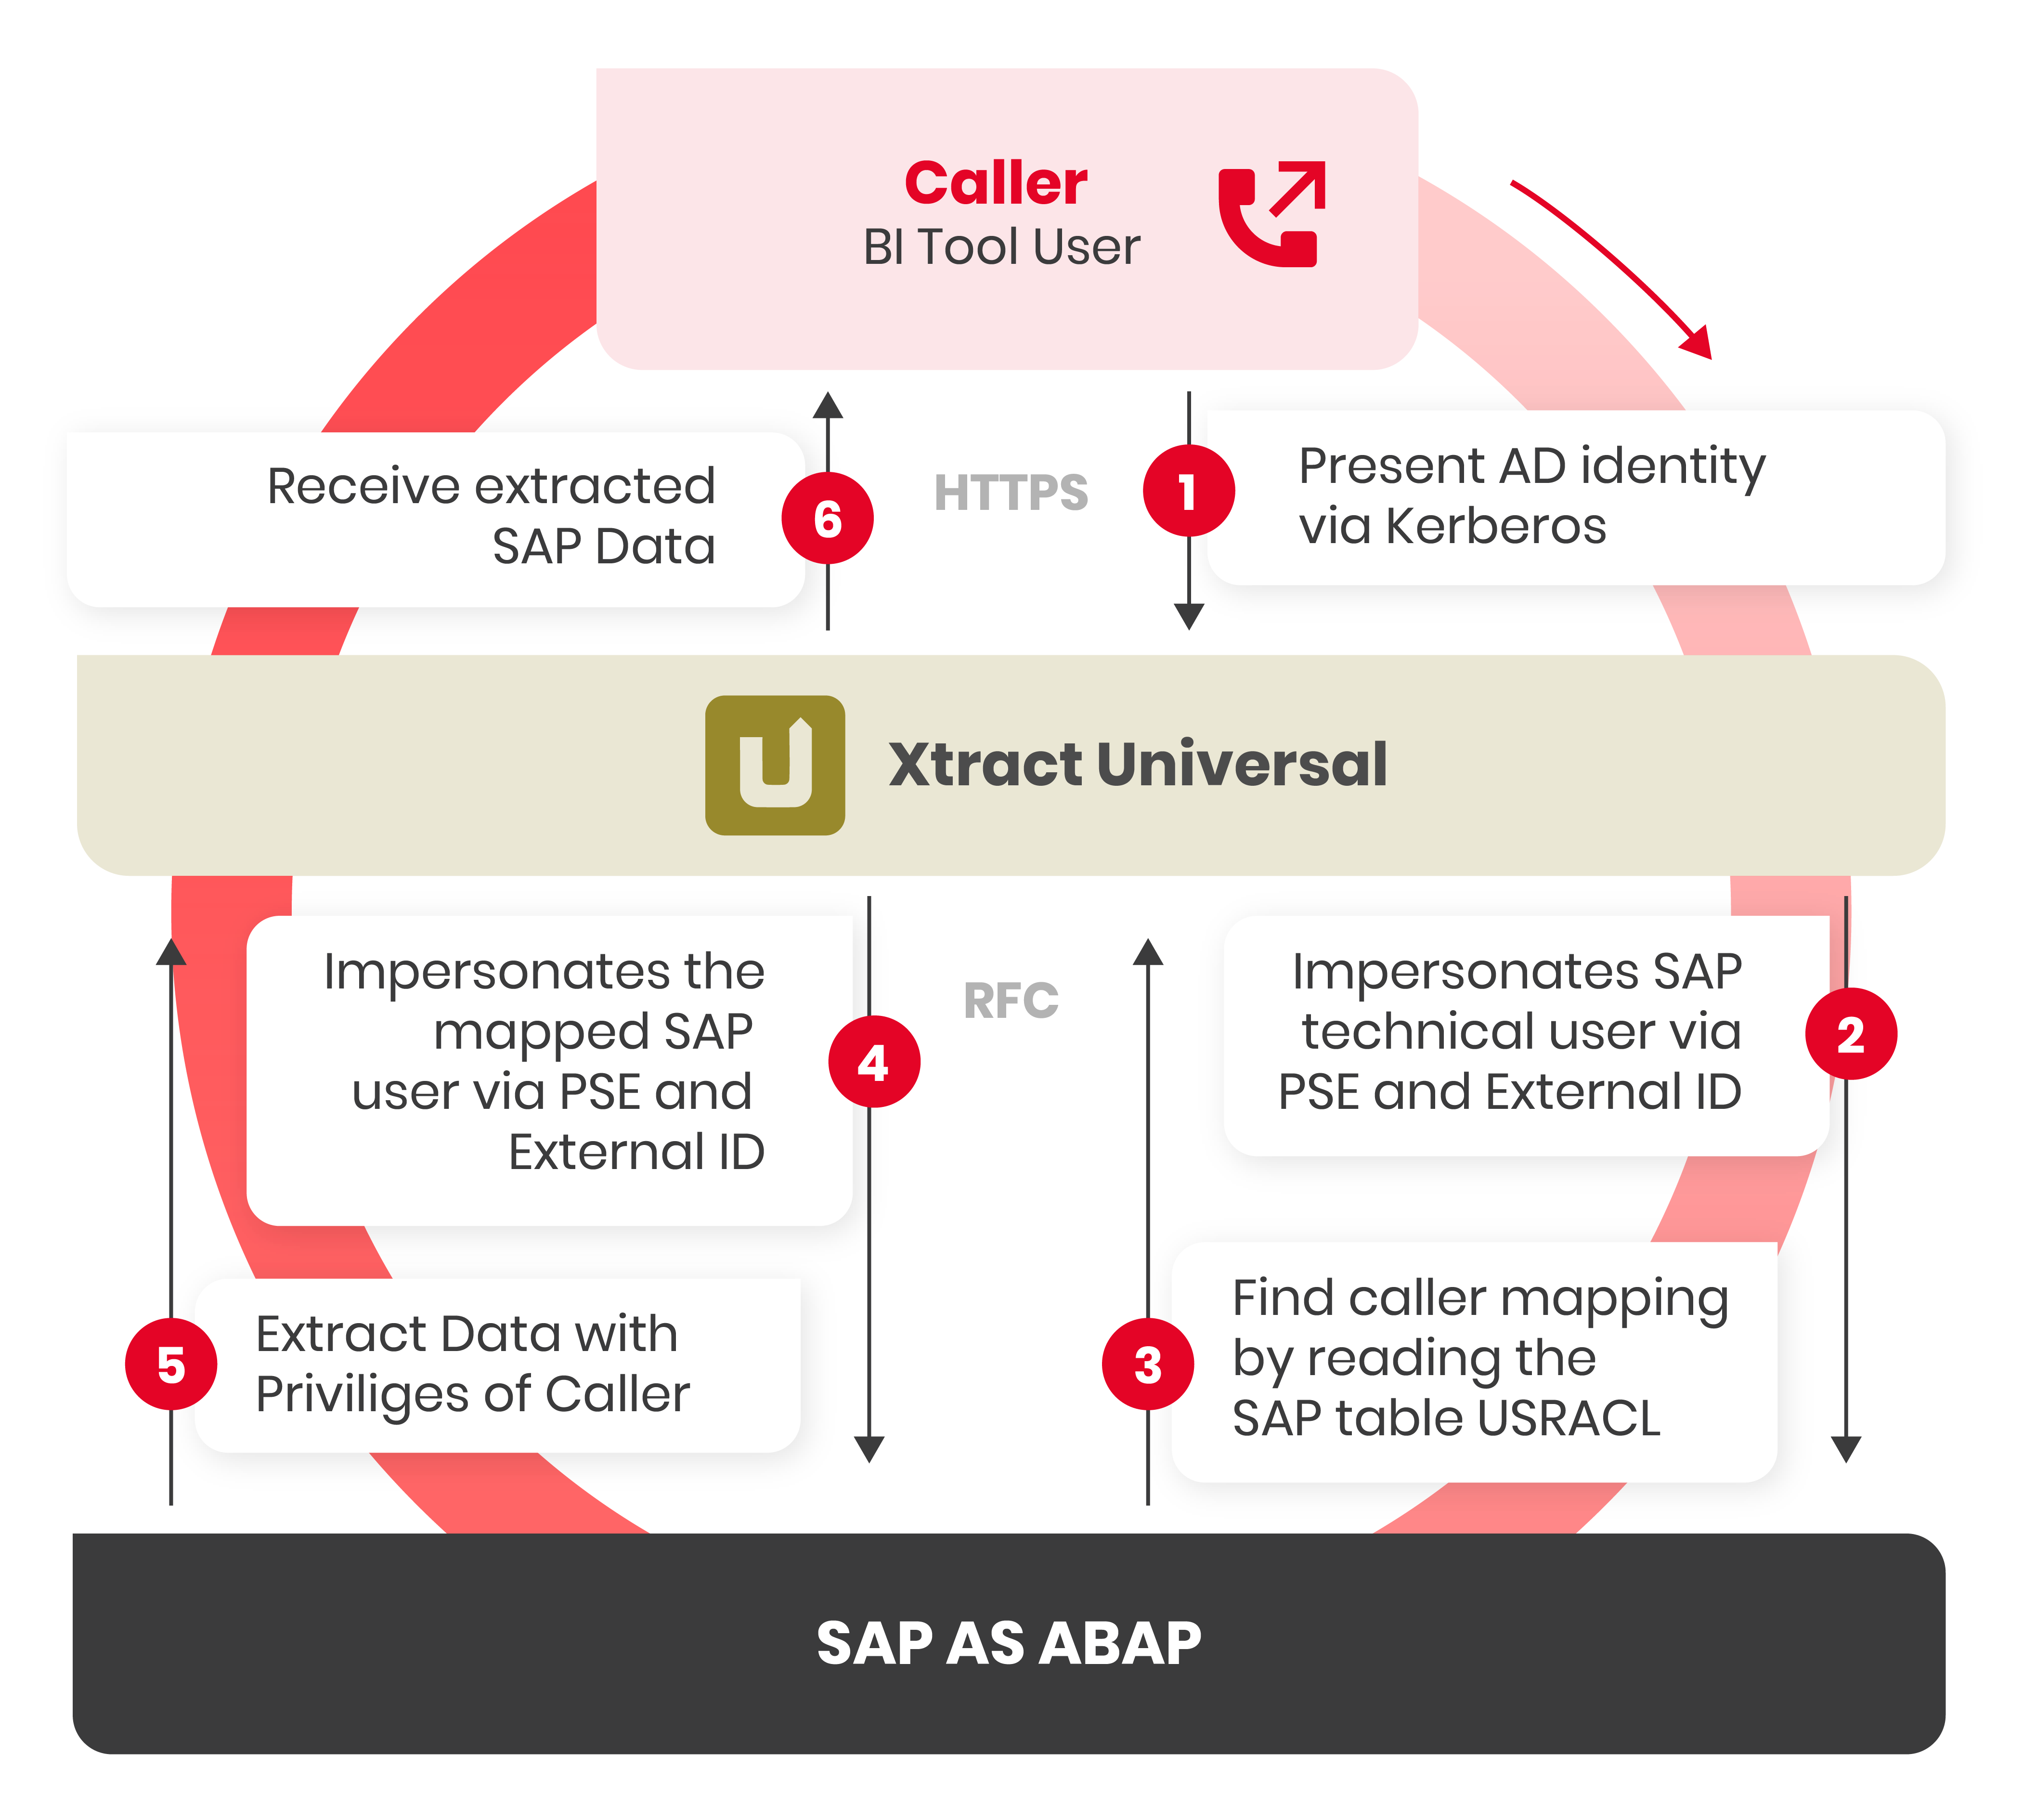 Caller
BI Tool User
Receive extracted
SAP Data
6
HTTPS
1
Present AD identity
via Kerberos
Xtract Universal
Impersonates the
mapped SAP
user via PSE and
External ID
4
RFC
Impersonates SAP
technical user via
PSE and External ID
2
5
Extract Data with
Priviliges of Caller
3
Find caller mapping
by reading the
SAP table USRACL
SAP AS ABAP